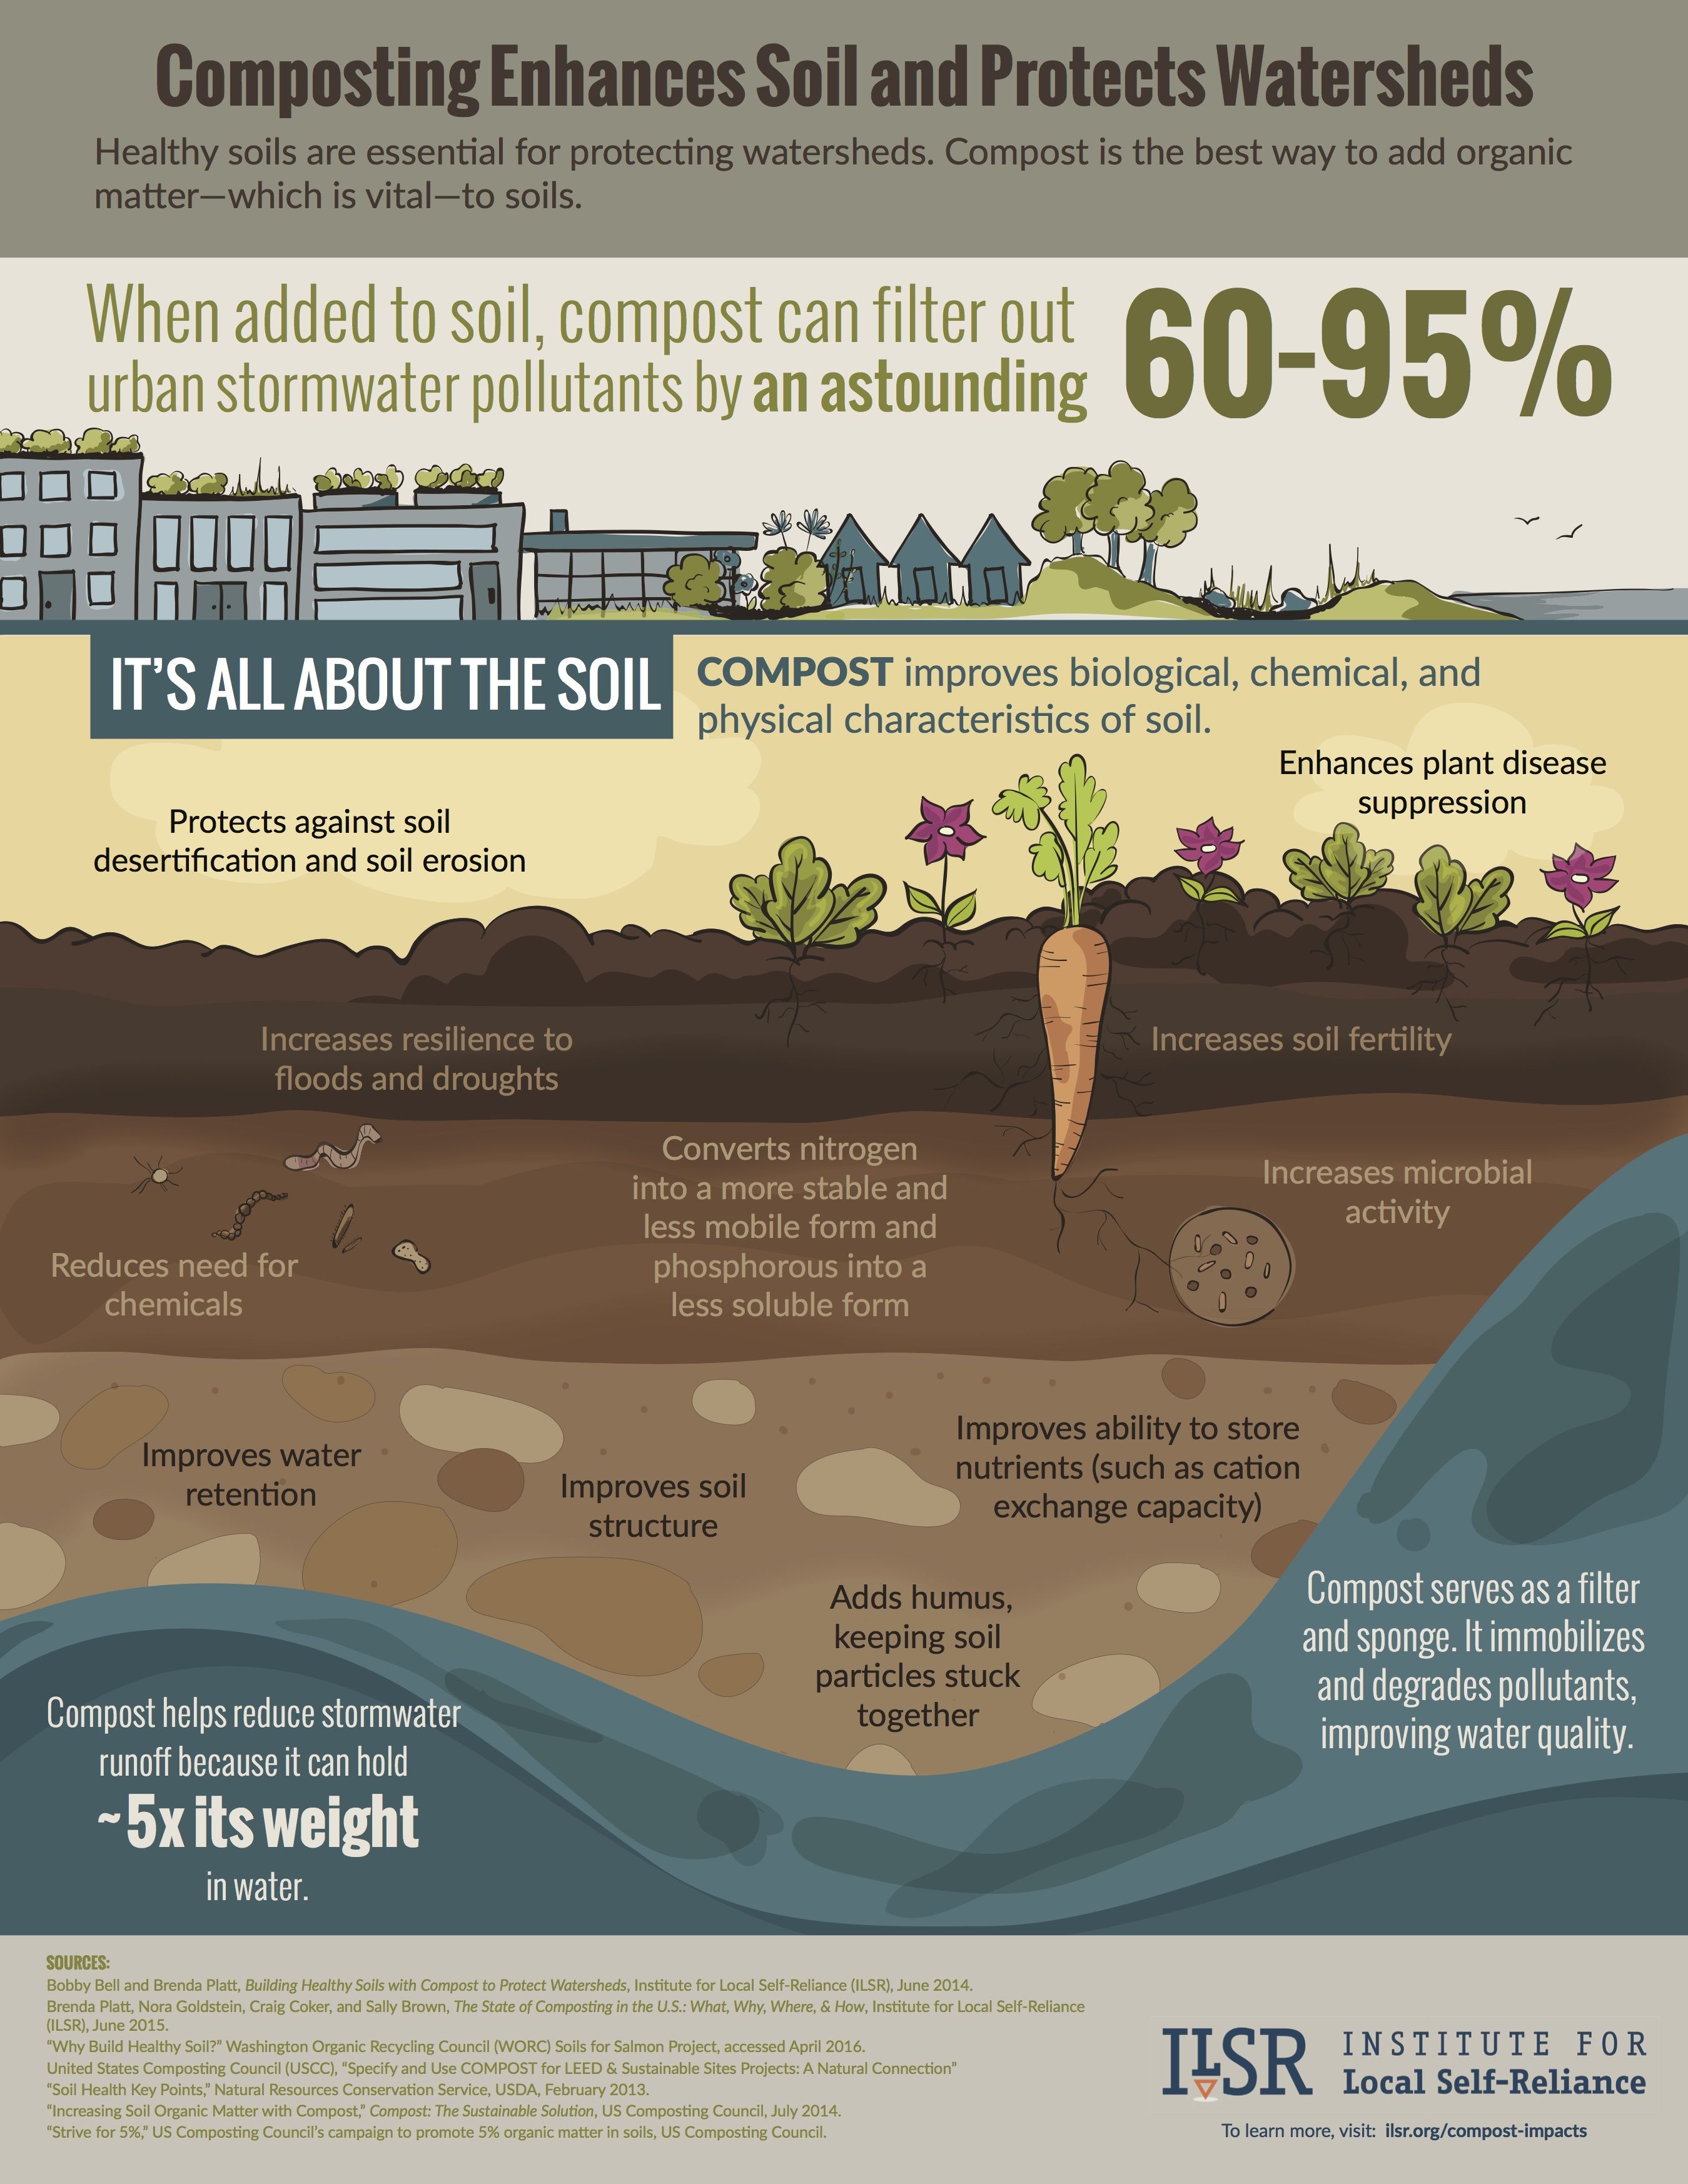 Composting Enhances Soil and Protects Watersheds
Healthy soils are essential for protecting watersheds. Compost is the best way to add organic
matter—which is vital—to soils.
When added to soil, compost can filter out
urban stormwater pollutants by an astounding
60-95%
IT'S ALL ABOUT THE SOIL
COMPOST improves biological, chemical, and
physical characteristics of soil.
Enhances plant disease
suppression
Protects against soil
desertification and soil erosion
Increases resilience to
floods and droughts
Increases soil fertility
Converts nitrogen
into a more stable and
less mobile form and
phosphorous into a
less soluble form
Increases microbial
activity
Reduces need for
chemicals
Improves water
retention
Improves soil
structure
Improves ability to store
nutrients (such as cation
exchange capacity)
Adds humus,
keeping soil
particles stuck
together
Compost serves as a filter
and sponge. It immobilizes
and degrades pollutants,
improving water quality.
Compost helps reduce stormwater
runoff because it can hold
~5x its weight
in water.
SOURCES:
Bobby Bell and Brenda Platt, Building Healthy Soils with Compost to Protect Watersheds, Institute for Local Self-Reliance (ILSR), June 2014.
Brenda Platt, Nora Goldstein, Craig Coker, and Sally Brown, The State of Composting in the U.S.: What, Why, Where, & How, Institute for Local Self-Reliance
(ILSR), June 2015.
“Why Build Healthy Soil?” Washington Organic Recycling Council (WORC) Soils for Salmon Project, accessed April 2016.
United States Composting Council (USCC), “Specify and Use COMPOST for LEED & Sustainable Sites Projects: A Natural Connection”
“Soil Health Key Points,” Natural Resources Conservation Service, USDA, February 2013.
“Increasing Soil Organic Matter with Compost,” Compost: The Sustainable Solution, US Composting Council, July 2014.
“Strive for 5%,” US Composting Council’s campaign to promote 5% organic matter in soils, US Composting Council.
ILSR
INSTITUTE FOR
Local Self-Reliance
To learn more, visit: ilsr.org/compost-impacts